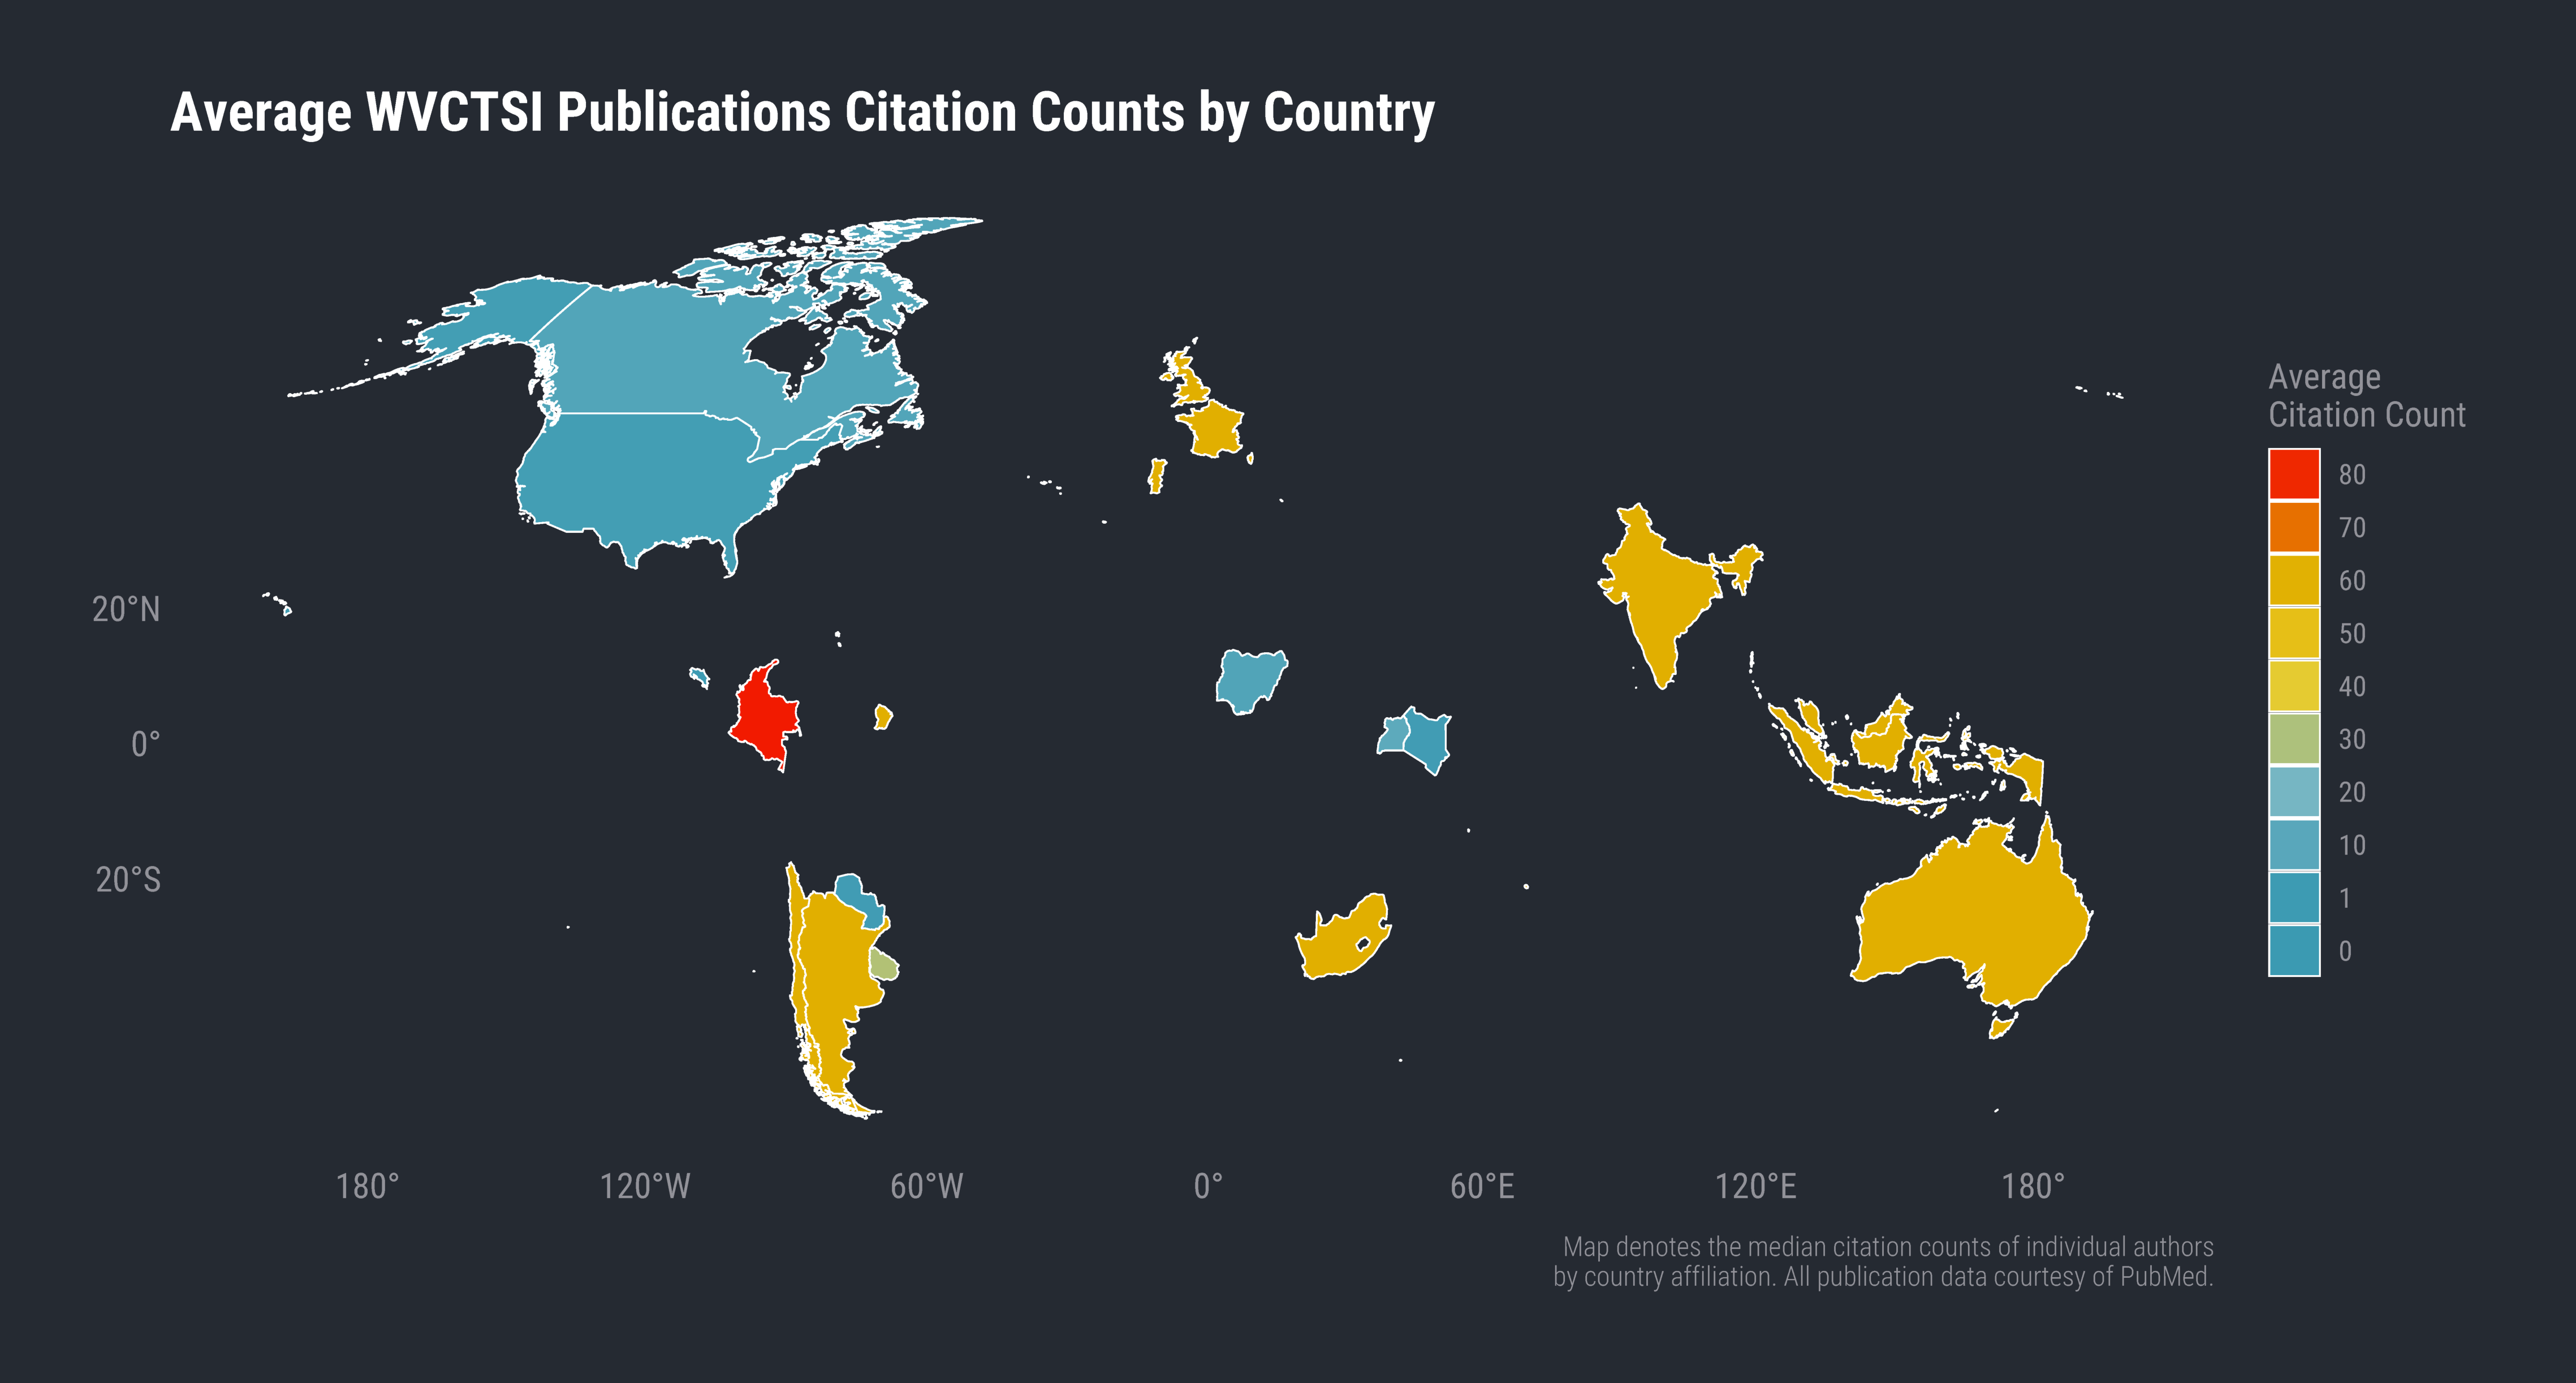 Average WVCTSI Publications Citation Counts by Country
20°N
0°
20°S
180°
120°W
60°W
0°
60°E
120°E
180°
Average
Citation Count
80
70
60
50
40
30
20
10
1
0
Map denotes the median citation counts of individual authors
by country affiliation. All publication data courtesy of PubMed.